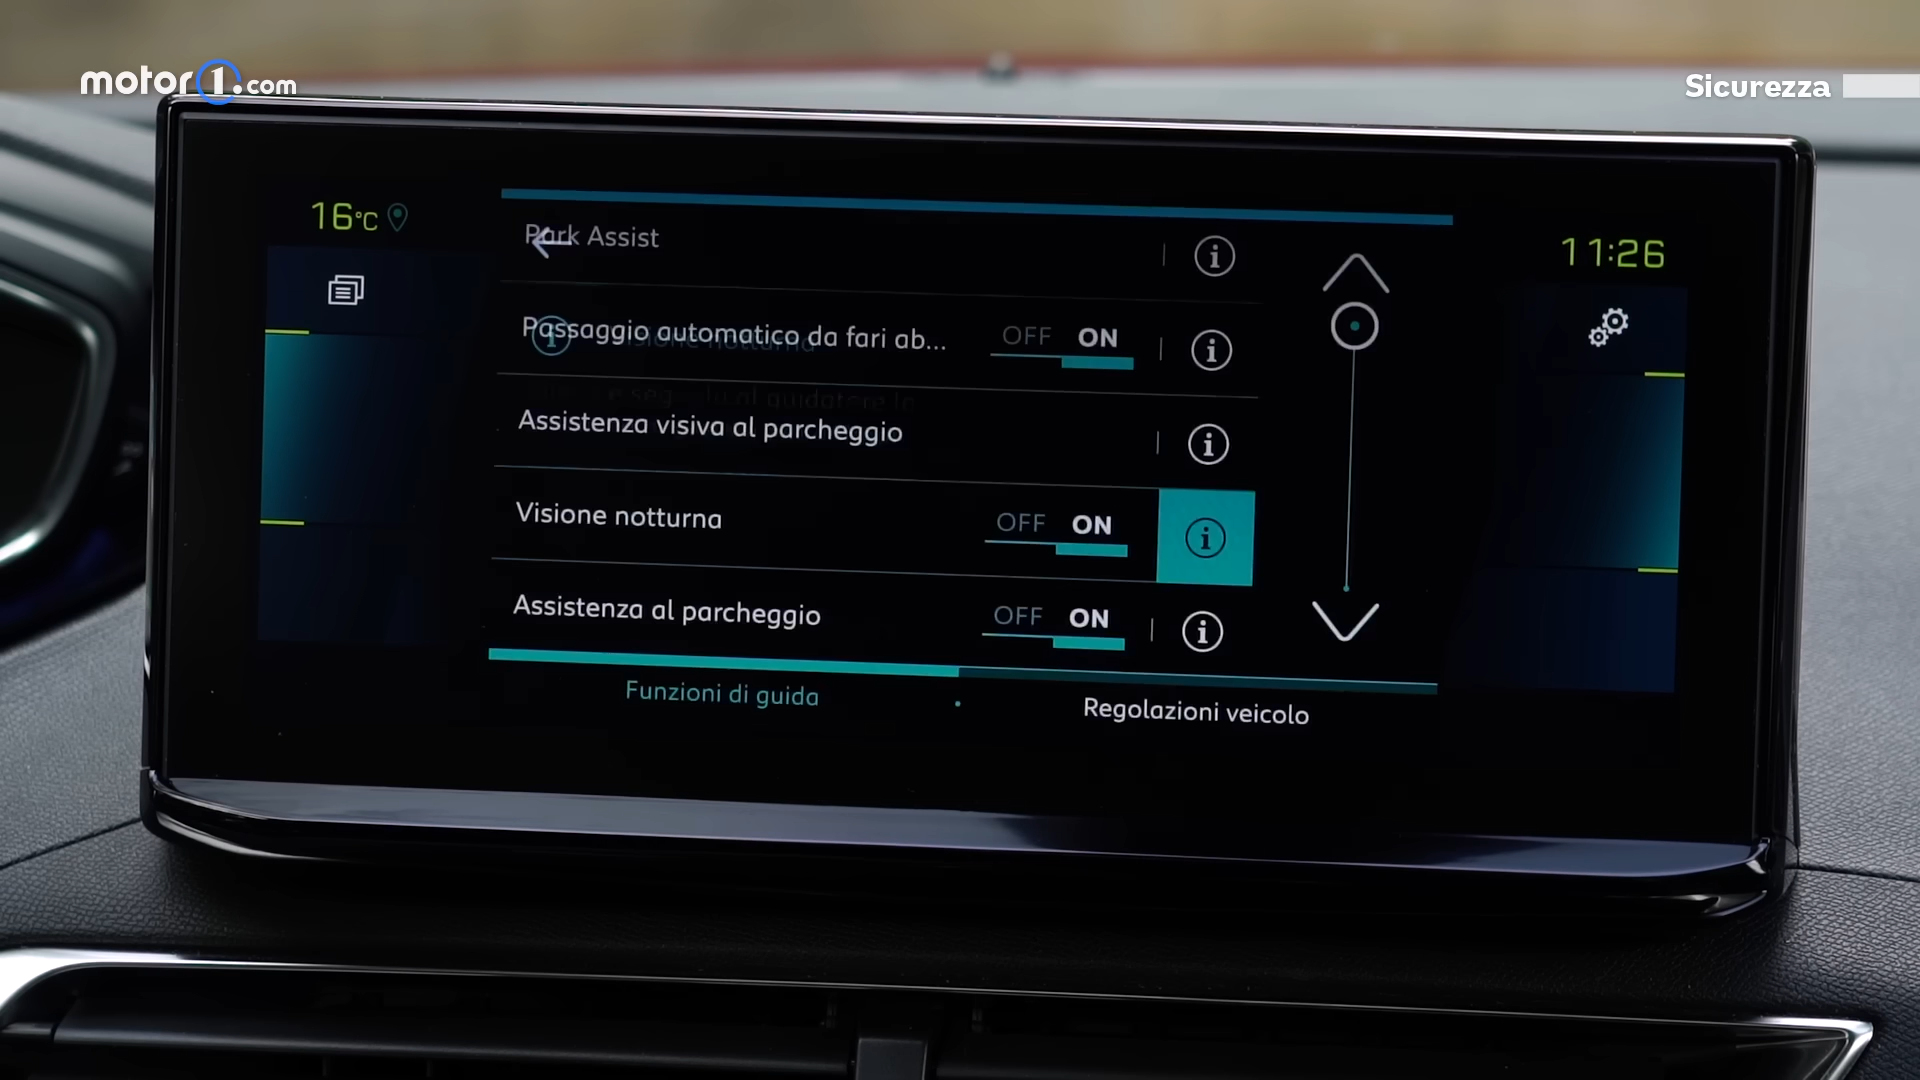 motor1.com
Sicurezza
16°C
11:26
Park Assist
Passaggio automatico da fari ab...
OFF ON
Assistenza visiva al parcheggio
Visione notturna
OFF ON
Assistenza al parcheggio
OFF ON
Funzioni di guida
Regolazioni veicolo